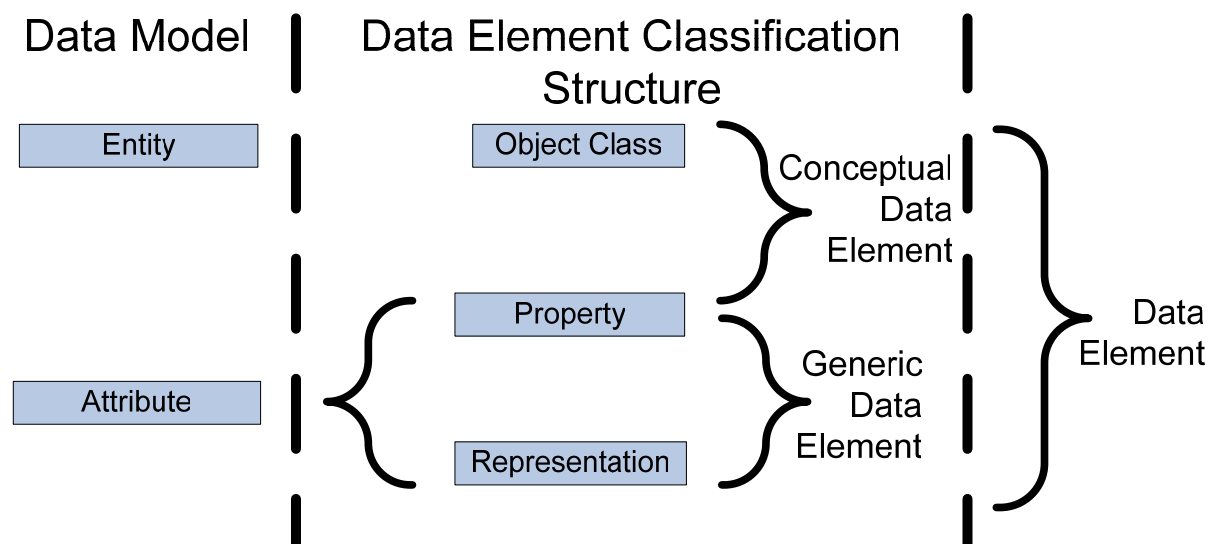 Data Model
Data Element Classification
Structure
Entity
Object Class
Conceptual
Data
Element
Property
Data
Element
Generic
Data
Element
Attribute
Representation